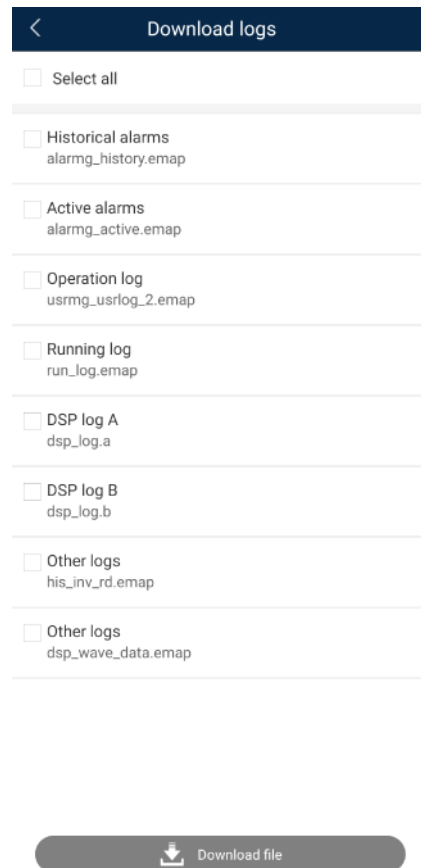 Download logs
Select all
Historical alarms
alarmg_history.emap
Active alarms
alarmg_active.emap
Operation log
usrmg_usrlog_2.emap
Running log
run_log.emap
DSP log A
dsp_log.a
DSP log B
dsp_log.b
Other logs
his_inv_rd.emap
Other logs
dsp_wave_data.emap
Download file